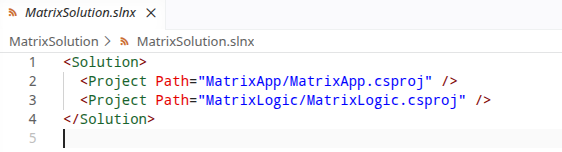 MatrixSolution.slnx ×
MatrixSolution > MatrixSolution.slnx
1 <Solution>
2   <Project Path="MatrixApp/MatrixApp.csproj" />
3   <Project Path="MatrixLogic/MatrixLogic.csproj" />
4 </Solution>
5